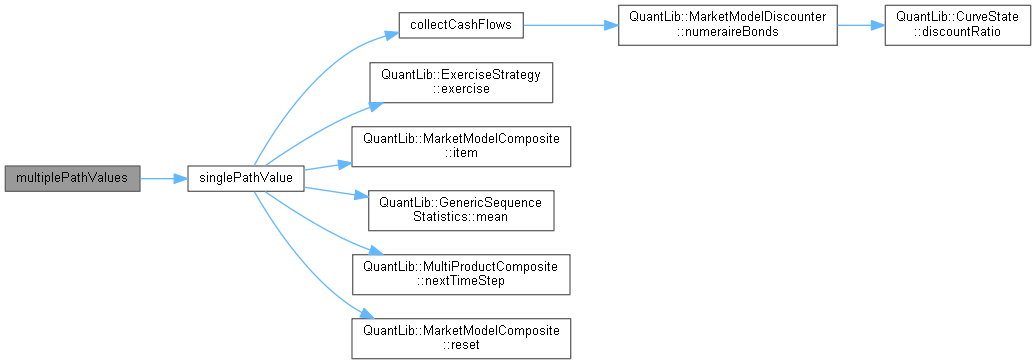 multiplePathValues
singlePathValue
collectCashFlows
QuantLib::MarketModelDiscounter
::numeraireBonds
QuantLib::CurveState
::discountRatio
QuantLib::ExerciseStrategy
::exercise
QuantLib::MarketModelComposite
::item
QuantLib::GenericSequence
Statistics::mean
QuantLib::MultiProductComposite
::nextTimeStep
QuantLib::MarketModelComposite
::reset